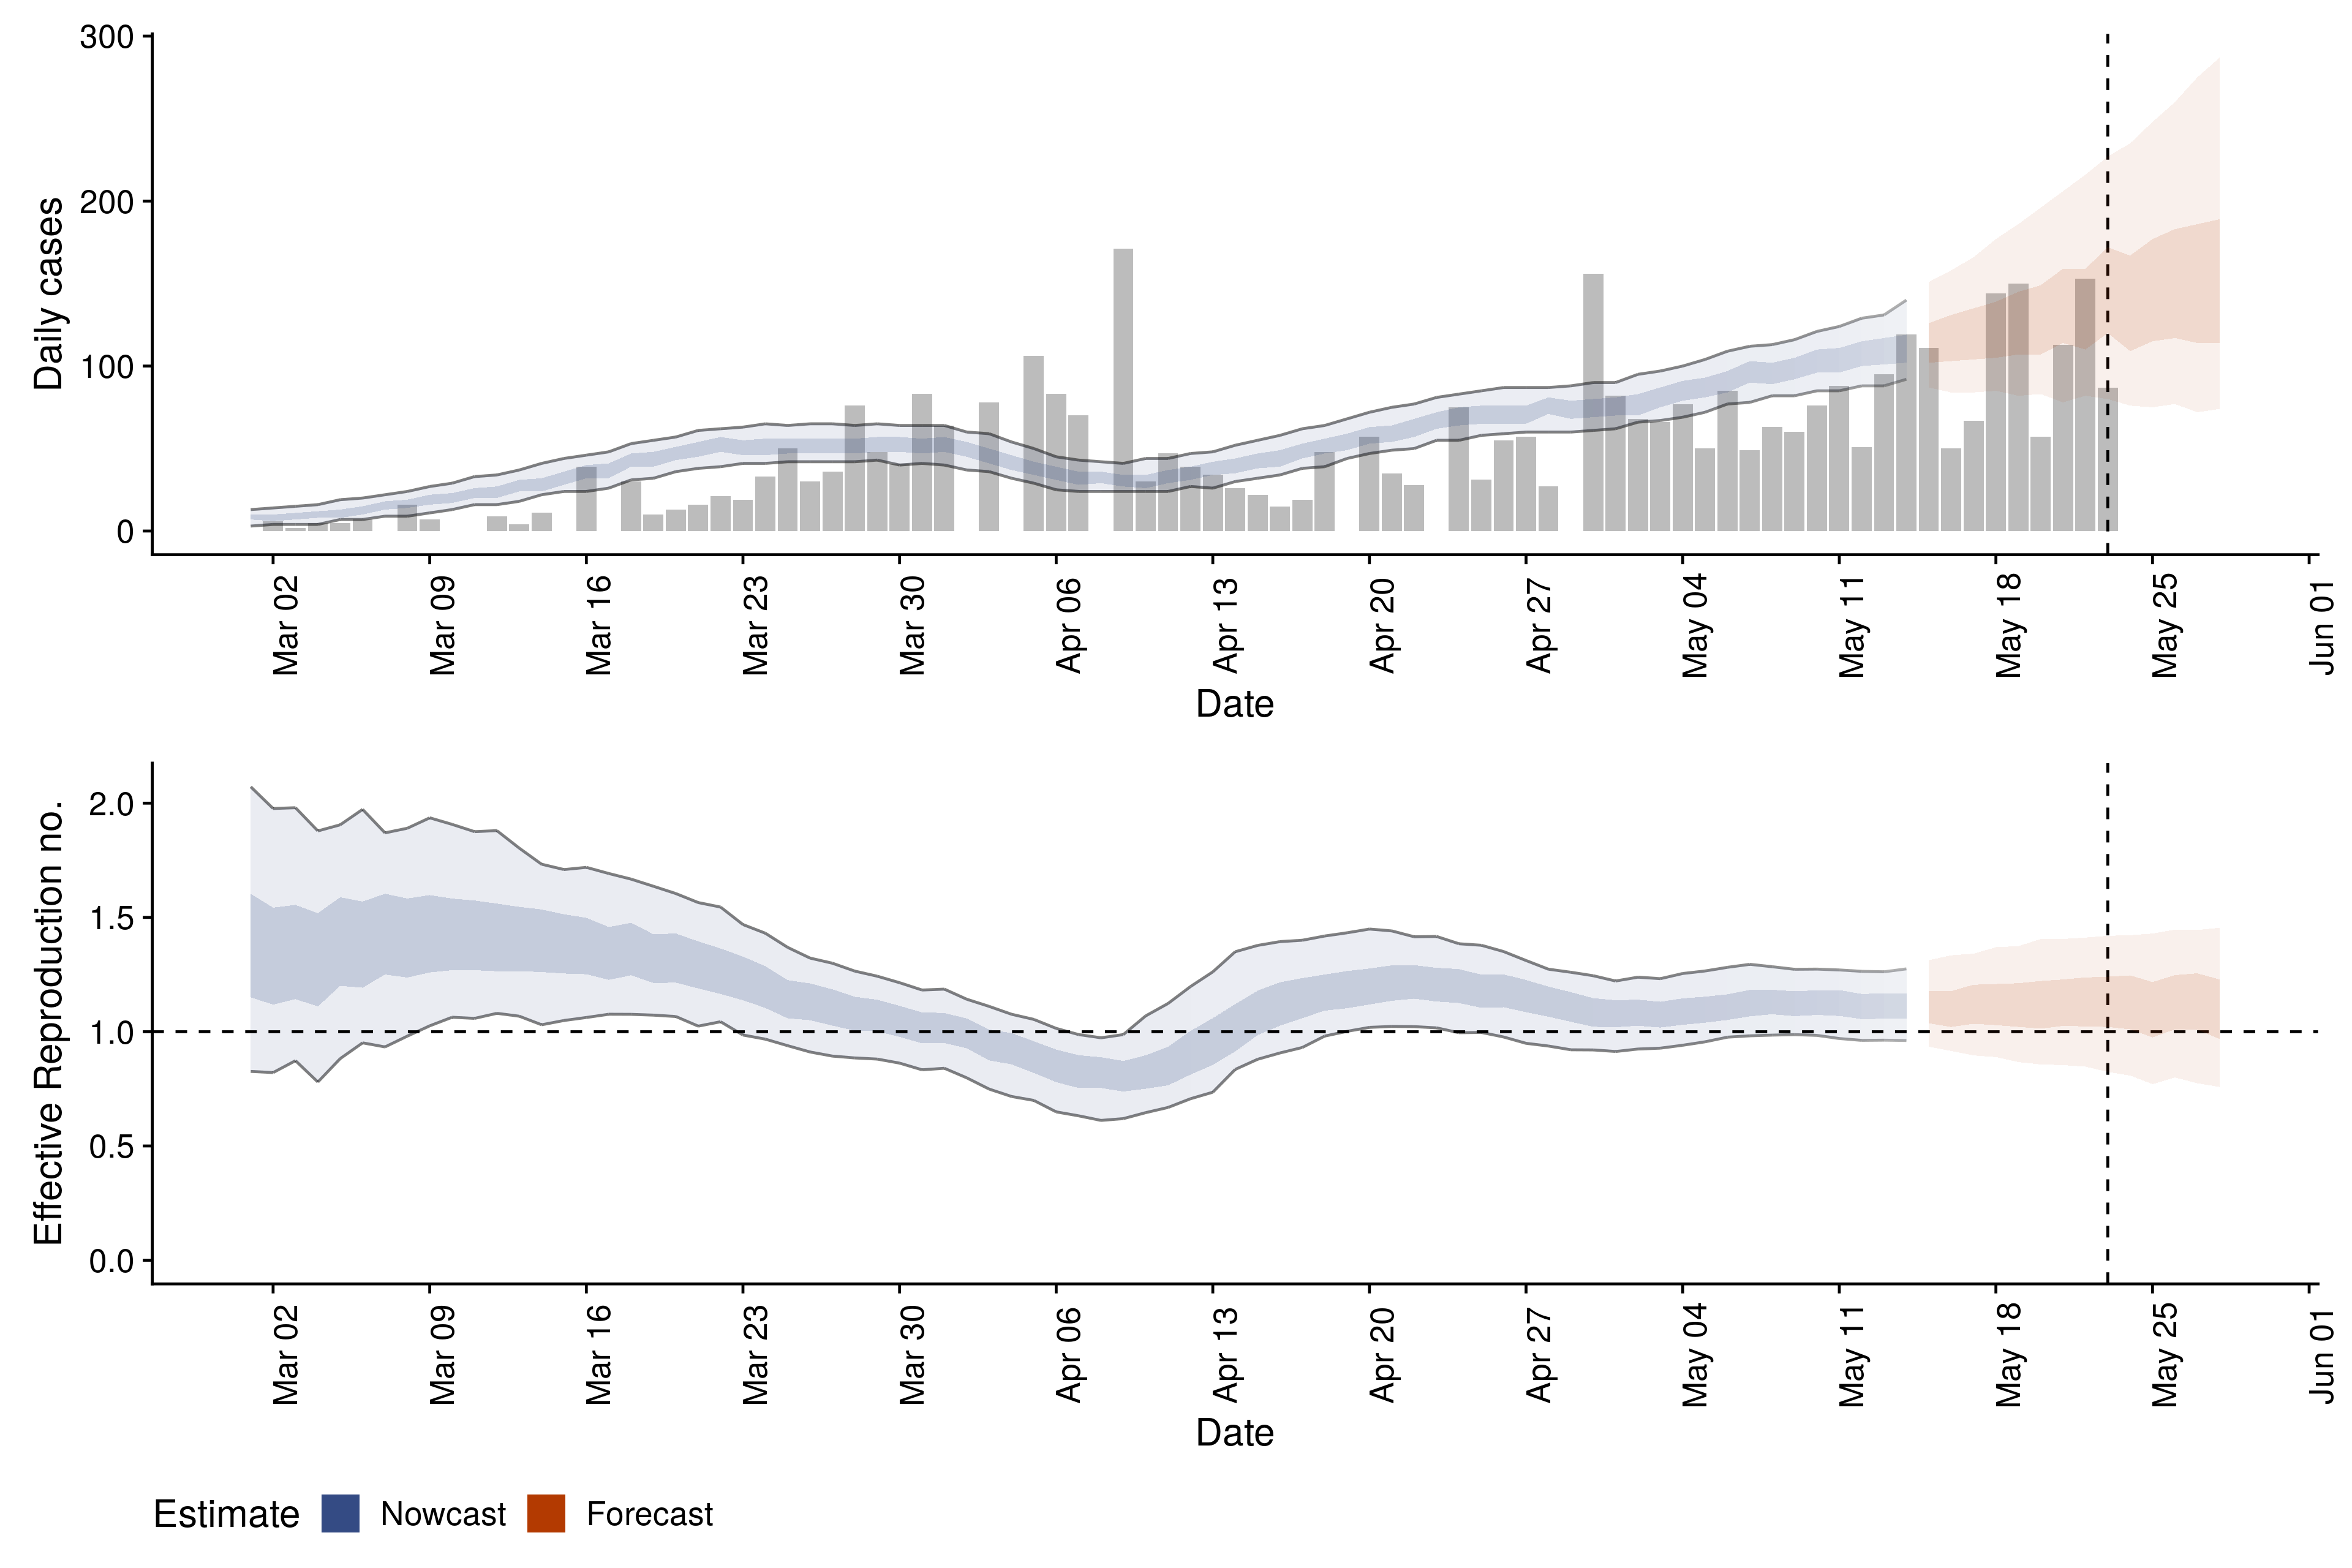 Daily cases
300
200
100
0
Mar 02
Mar 09
Mar 16
Mar 23
Mar 30
Apr 06
Apr 13
Apr 20
Apr 27
May 04
May 11
May 18
May 25
Jun 01
Date
Effective Reproduction no.
2.0
1.5
1.0
0.5
0.0
Mar 02
Mar 09
Mar 16
Mar 23
Mar 30
Apr 06
Apr 13
Apr 20
Apr 27
May 04
May 11
May 18
May 25
Jun 01
Date
Estimate Nowcast Forecast